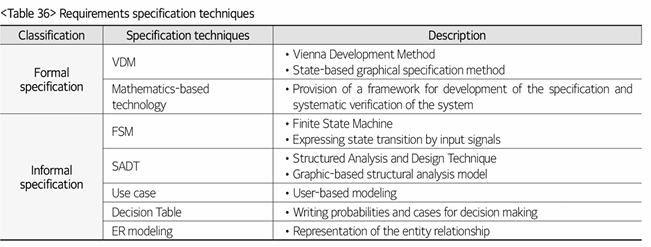 <Table 36> Requirements specification techniques
Classification Specification techniques Description
Formal specification
VDM
• Vienna Development Method
• State-based graphical specification method
Mathematics-based technology
• Provision of a framework for development of the specification and
systematic verification of the system
Informal specification
FSM
• Finite State Machine
• Expressing state transition by input signals
SADT
• Structured Analysis and Design Technique
• Graphic-based structural analysis model
Use case • User-based modeling
Decision Table • Writing probabilities and cases for decision making
ER modeling • Representation of the entity relationship